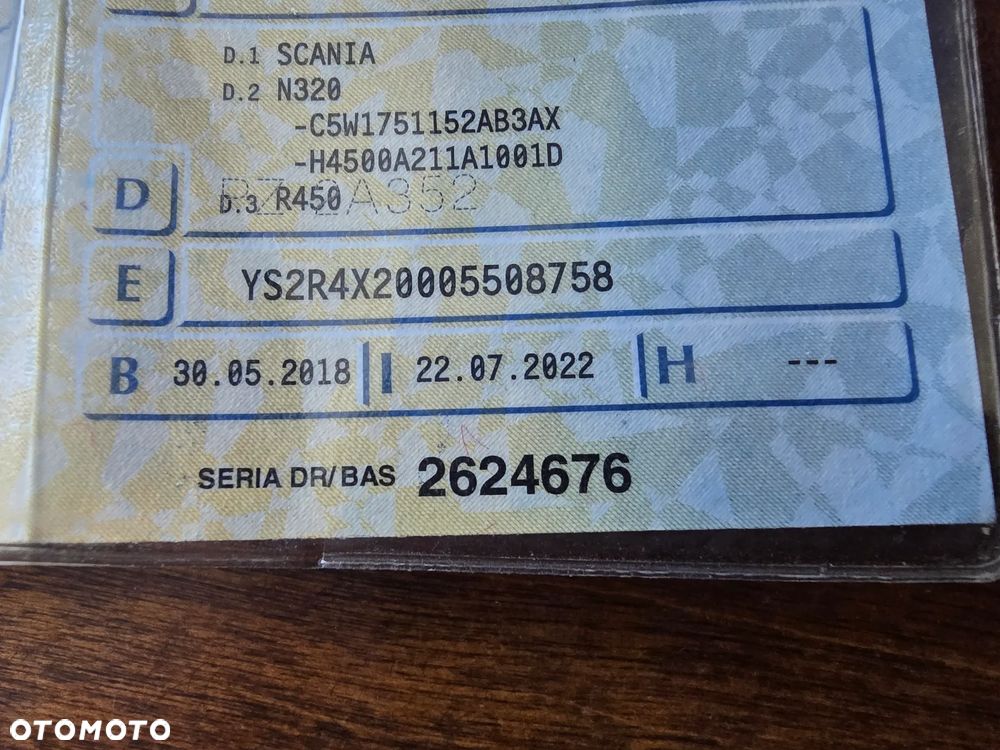 D.1 SCANIA
D.2 N320
-C5W1751152AB3AX
-H4500A211A1001D
D D.3 R450
E YS2R4X20005508758
B 30.05.2018 I 22.07.2022 H ---
SERIA DR/BAS 2624676
OTOMOTO